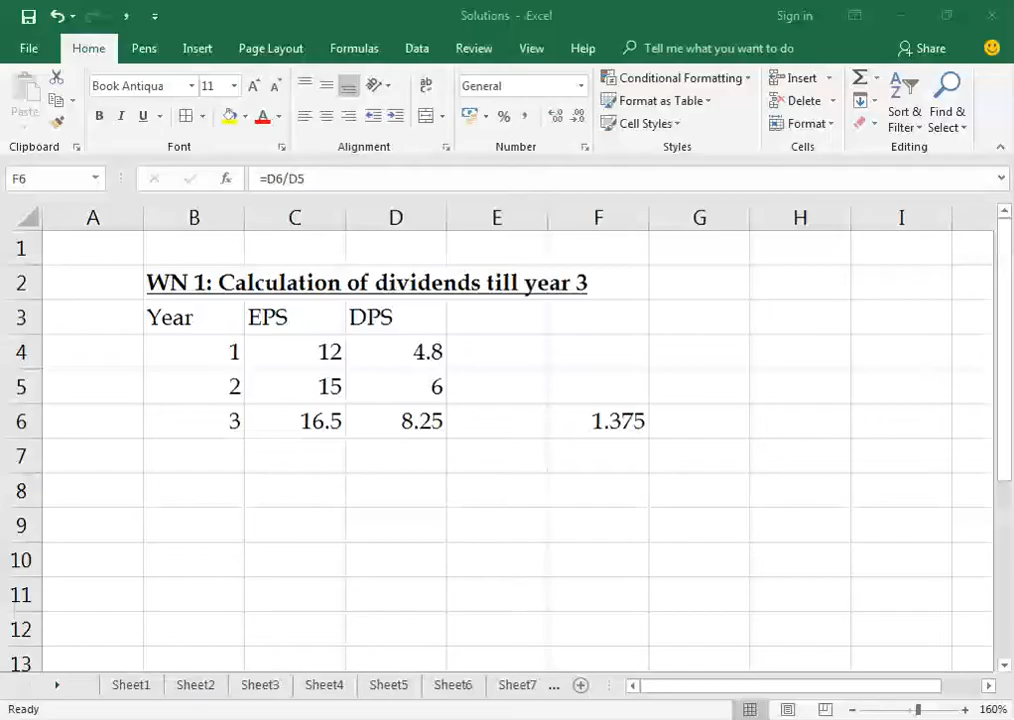 Solutions - Excel
Sign in
File Home Pens Insert Page Layout Formulas Data Review View Help Tell me what you want to do Share
Paste
Book Antiqua 11 A A
B I U A
ab
General
% ,
Conditional Formatting
Format as Table
Cell Styles
Insert
Delete
Format
Σ
Sort & Filter
Find & Select
Clipboard Font Alignment Number Styles Cells Editing
F6 fx =D6/D5
A B C D E F G H I
1
2 WN 1: Calculation of dividends till year 3
3 Year EPS DPS
4 1 12 4.8
5 2 15 6
6 3 16.5 8.25 1.375
7
8
9
10
11
12
13
Sheet1 Sheet2 Sheet3 Sheet4 Sheet5 Sheet6 Sheet7 ...
Ready 160%